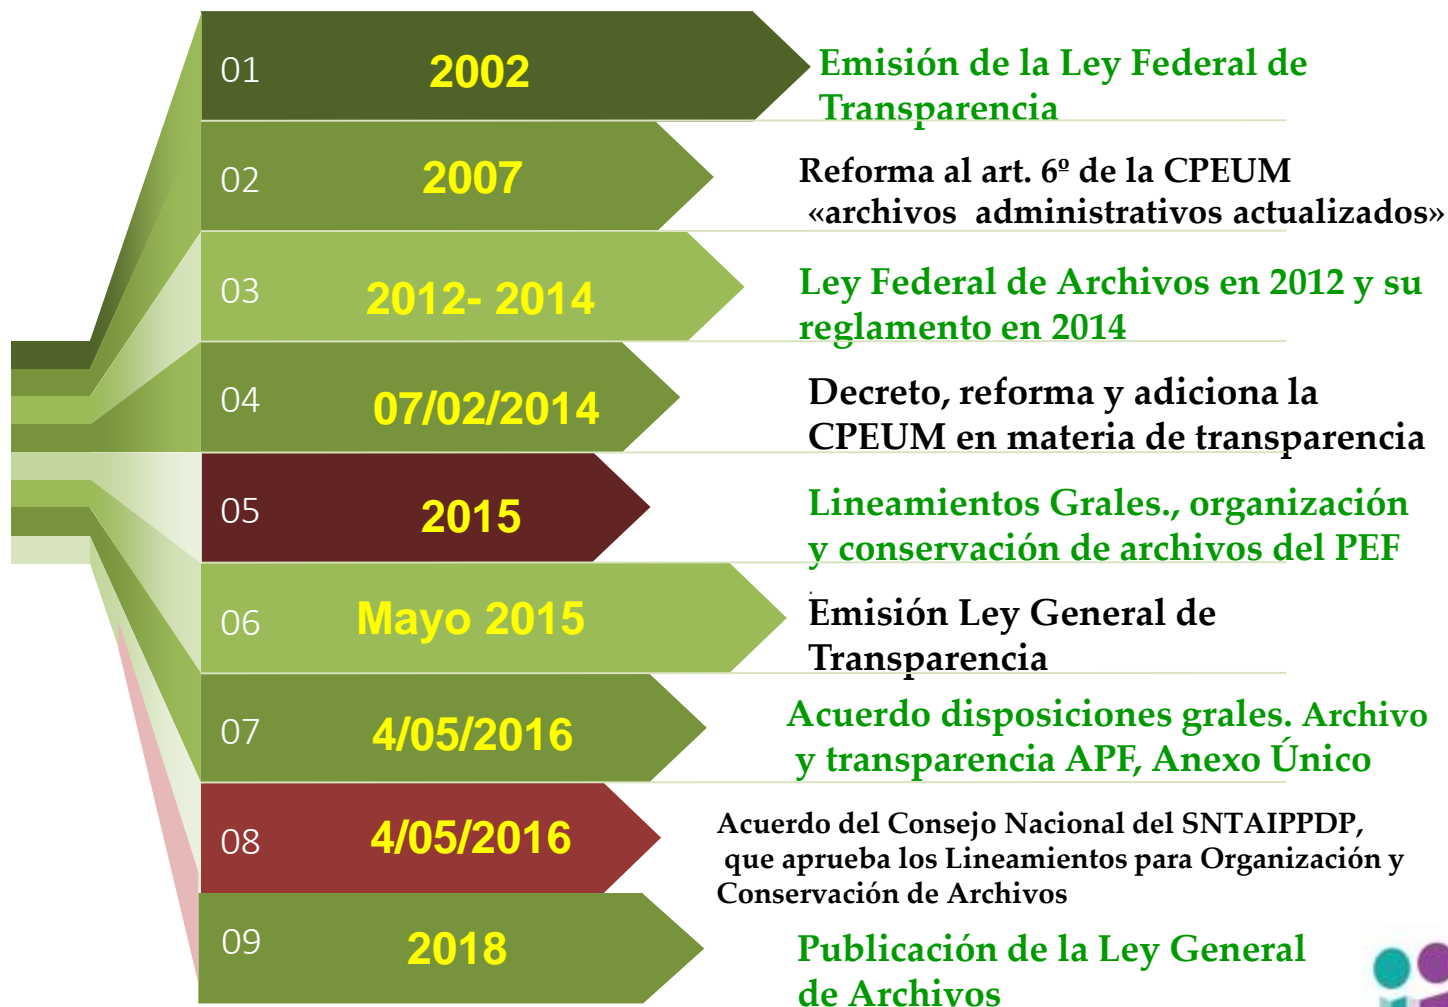 01
2002
Emisión de la Ley Federal de
Transparencia
02
2007
Reforma al art. 6º de la CPEUM
«archivos administrativos actualizados»
03
2012- 2014
Ley Federal de Archivos en 2012 y su
reglamento en 2014
04
07/02/2014
Decreto, reforma y adiciona la
CPEUM en materia de transparencia
05
2015
Lineamientos Grales., organización
y conservación de archivos del PEF
.
06
Mayo 2015
Emisión Ley General de
Transparencia
07
4/05/2016
Acuerdo disposiciones grales. Archivo
y transparencia APF, Anexo Único
08
4/05/2016
Acuerdo del Consejo Nacional del SNTAIPPDP,
que aprueba los Lineamientos para Organización y
Conservación de Archivos
09
2018
Publicación de la Ley General
de Archivos